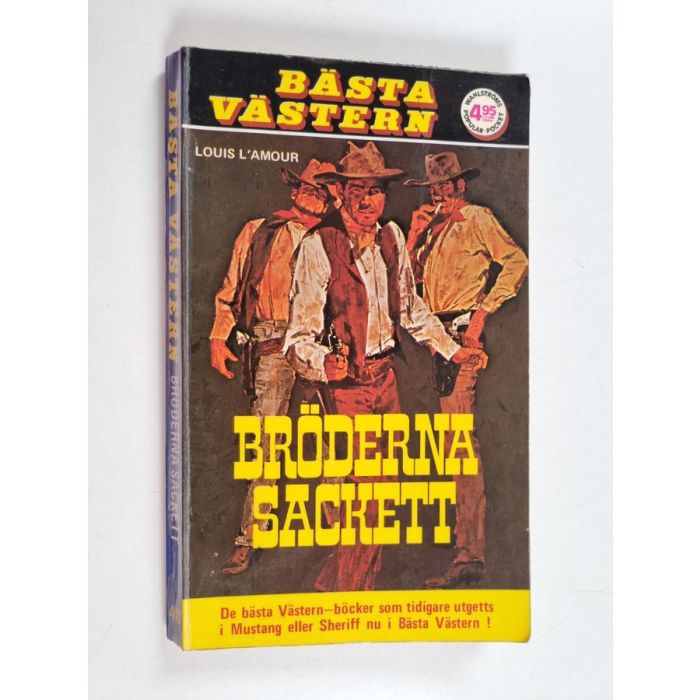 BÄSTA
VÄSTERN
WAHLSTRÖMS
4.95
POPULÄR-POCKET
LOUIS L'AMOUR
BRÖDERNA
SACKETT
De bästa Västern-böcker som tidigare utgetts
i Mustang eller Sheriff nu i Bästa Västern !
BÄSTA VÄSTERN BRÖDERNA SACKETT